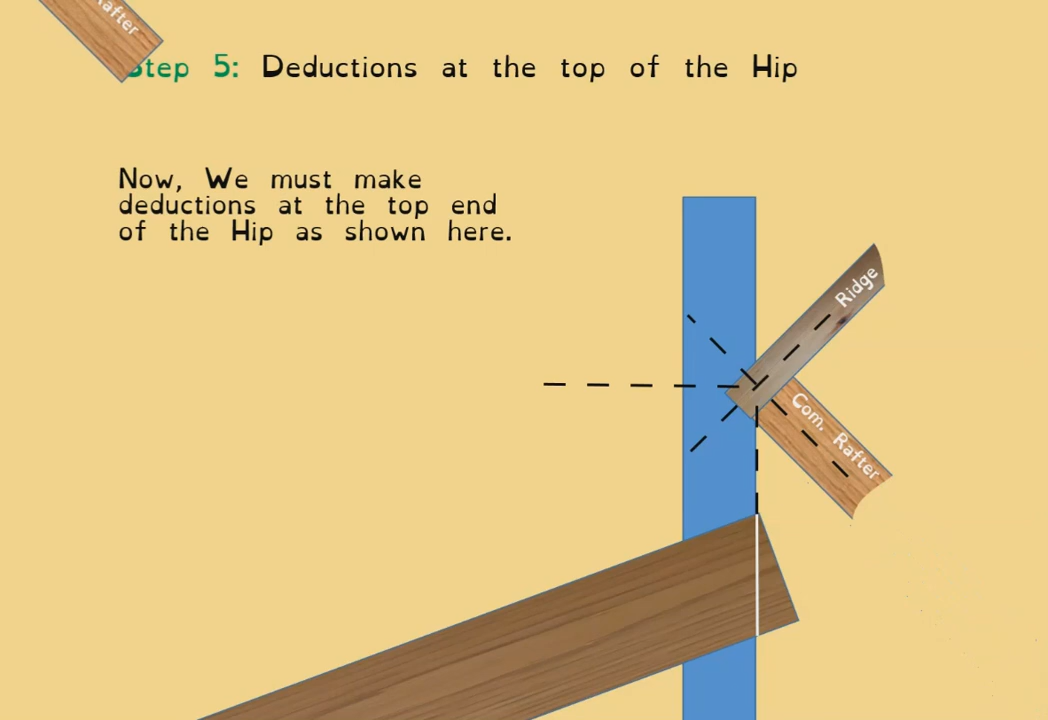 Rafter
Step 5: Deductions at the top of the Hip
Now, We must make
deductions at the top end
of the Hip as shown here.
Ridge
Com. Rafter